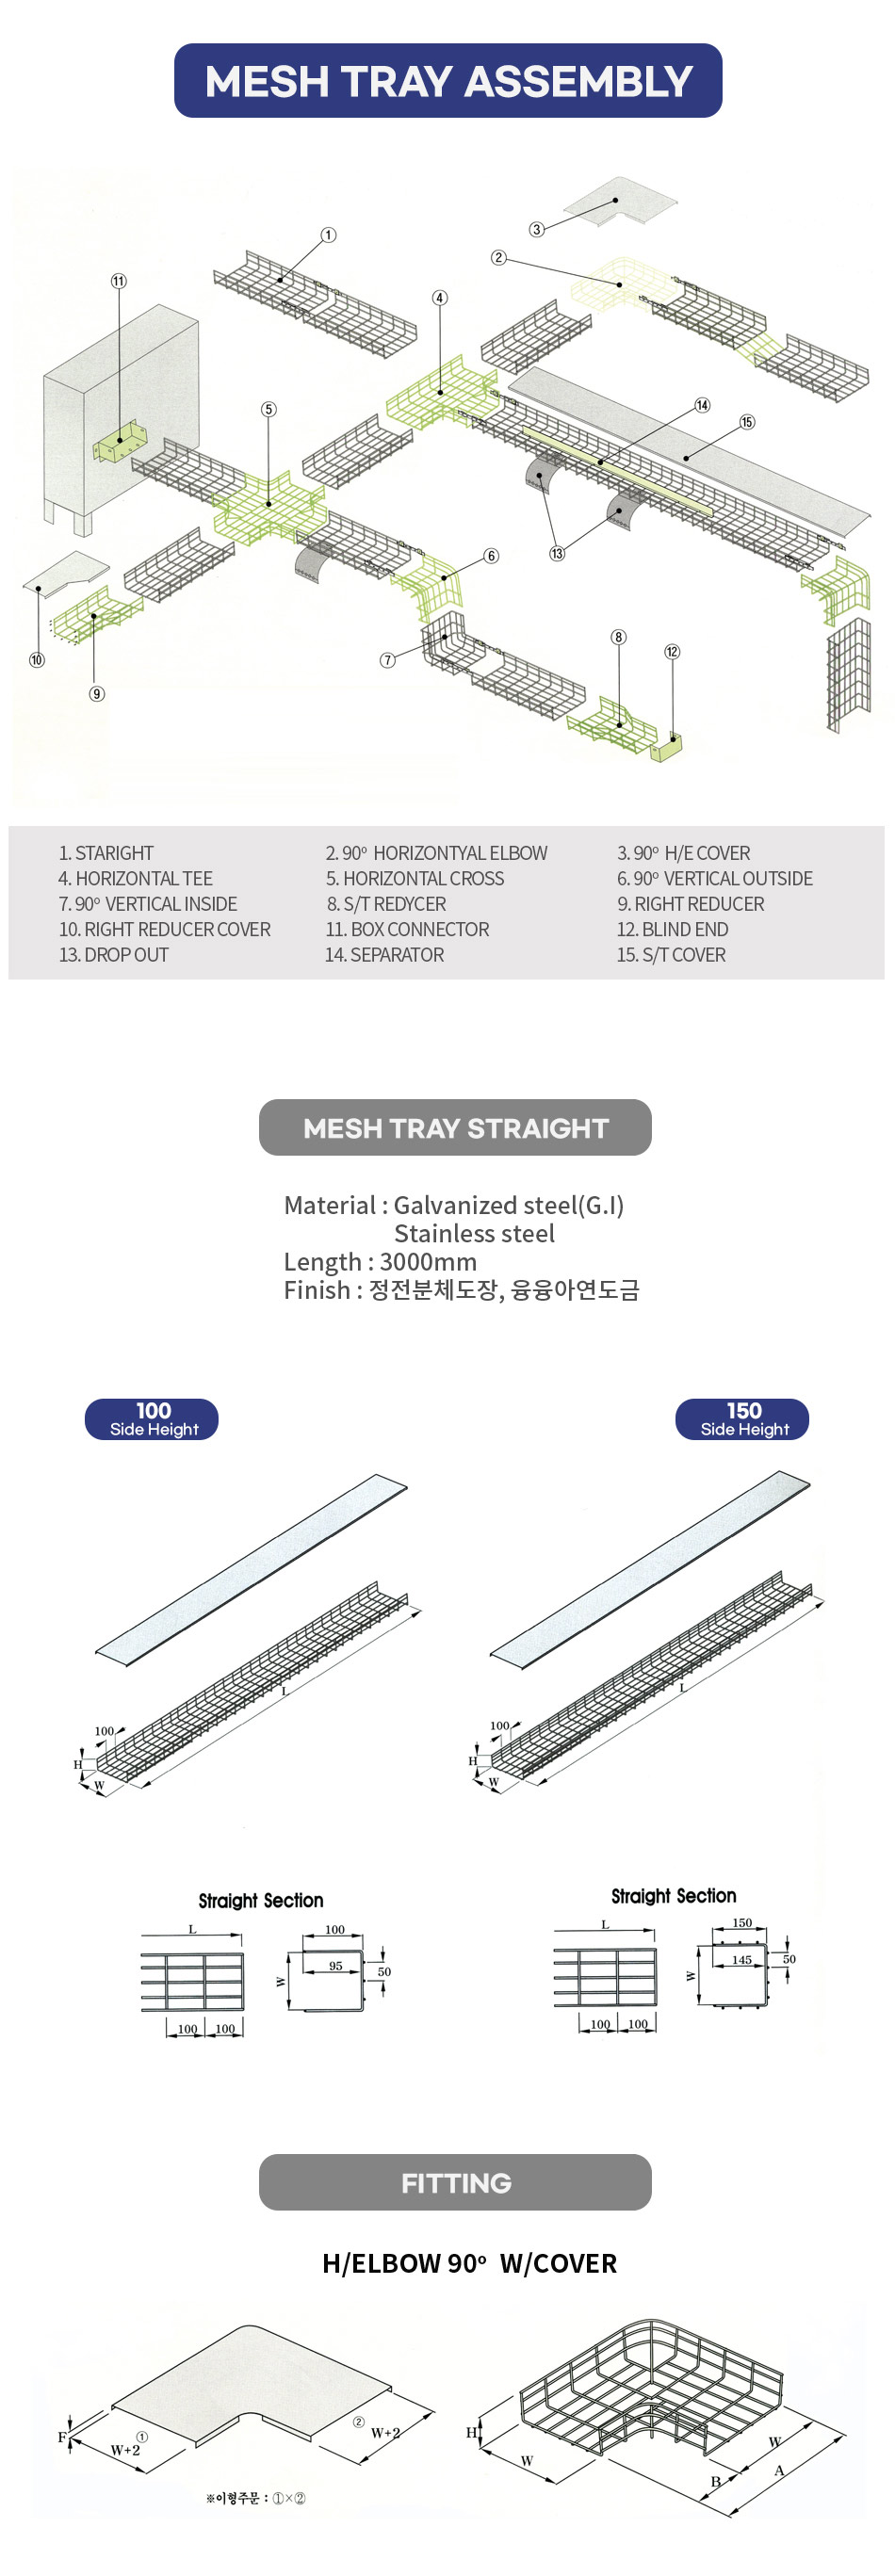 MESH TRAY ASSEMBLY
③
①
②
⑪
④
⑭
⑤
⑮
⑬
⑥
⑧
⑫
⑩
⑦
⑨
1. STARIGHT 2. 90º HORIZONTYAL ELBOW 3. 90º H/E COVER
4. HORIZONTAL TEE 5. HORIZONTAL CROSS 6. 90º VERTICAL OUTSIDE
7. 90º VERTICAL INSIDE 8. S/T REDYCER 9. RIGHT REDUCER
10. RIGHT REDUCER COVER 11. BOX CONNECTOR 12. BLIND END
13. DROP OUT 14. SEPARATOR 15. S/T COVER
MESH TRAY STRAIGHT
Material : Galvanized steel(G.I)
Stainless steel
Length : 3000mm
Finish : 정전분체도장, 융융아연도금
100
Side Height
150
Side Height
L
100
H
W
L
100
H
W
Straight Section
L
100
95
W
50
100 100
Straight Section
L
150
145
W
50
100 100
FITTING
H/ELBOW 90º W/COVER
F
①
W+2
②
W+2
※이형주문 : ①×②
H
W
W
A
B